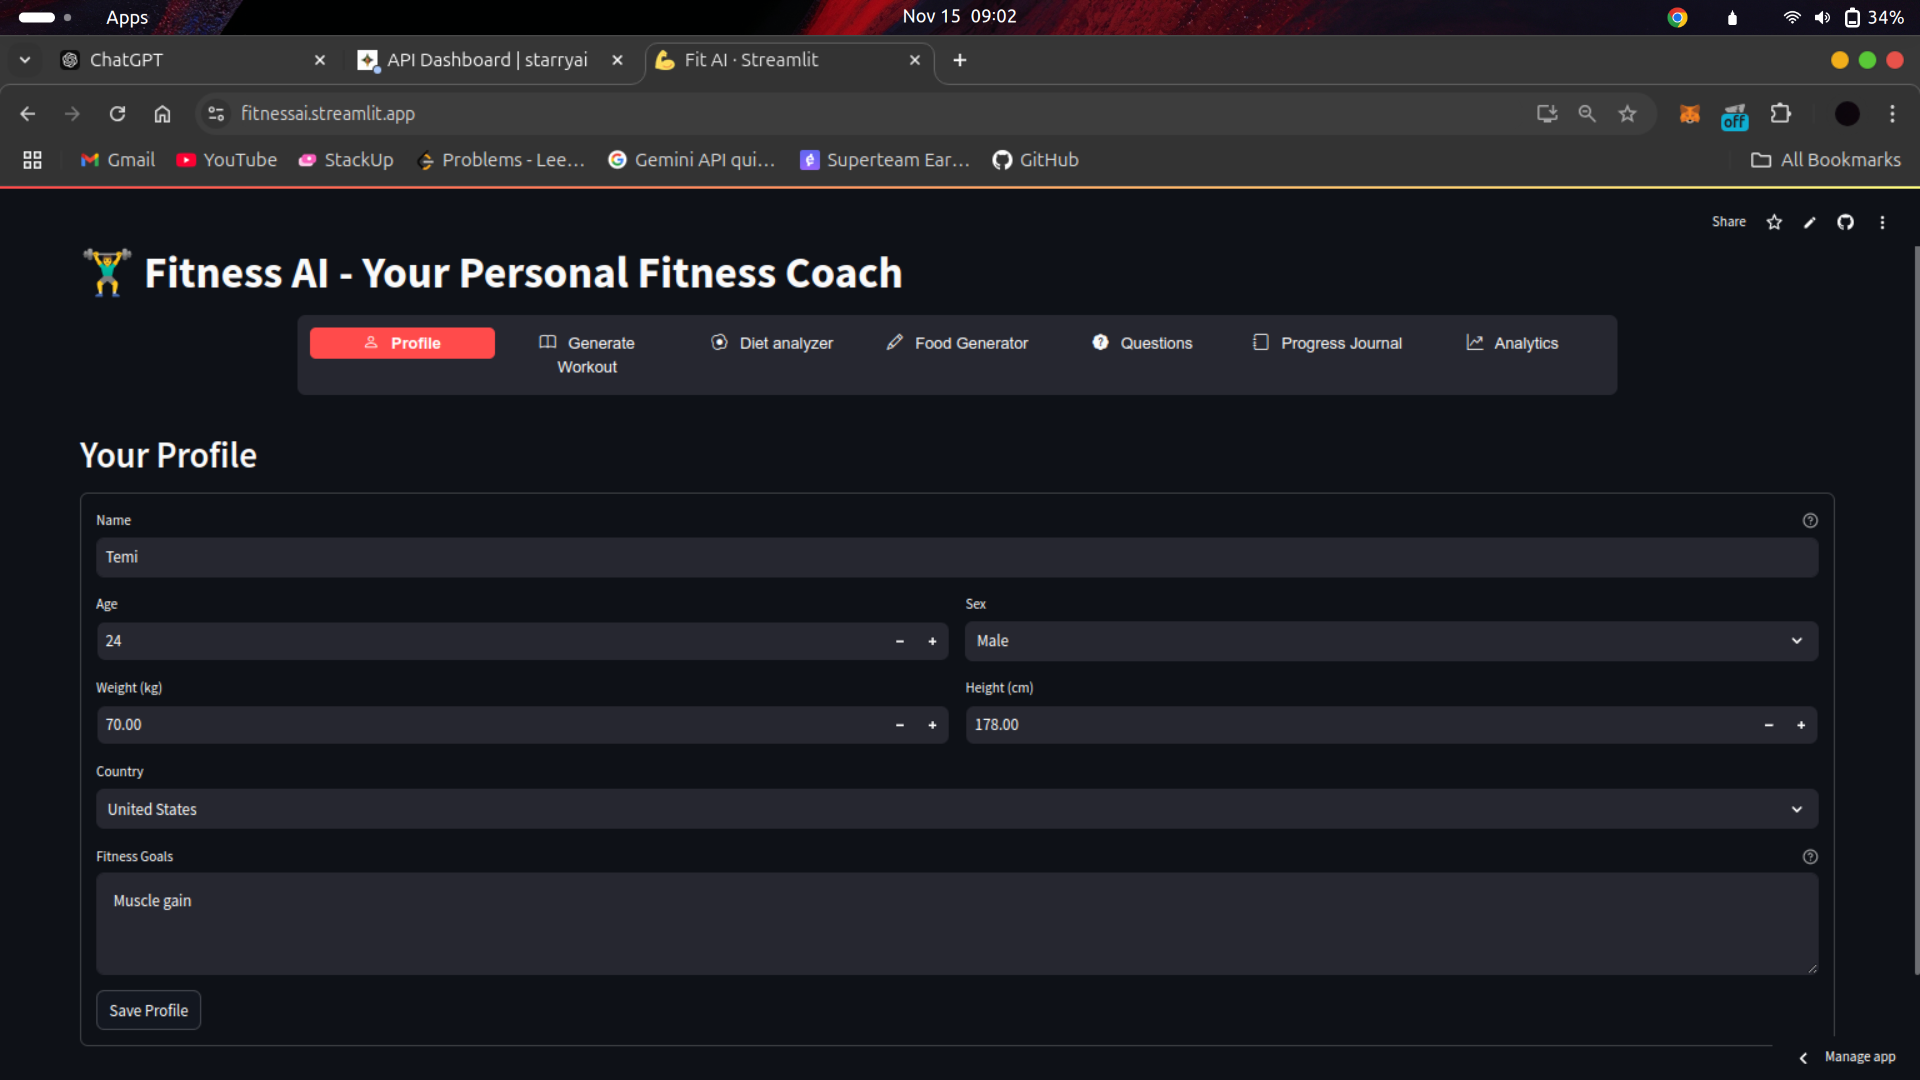 Apps
Nov 15 09:02
34%
ChatGPT
API Dashboard | starryai
Fit AI · Streamlit
fitnessai.streamlit.app
off
Gmail
YouTube
StackUp
Problems - Lee...
Gemini API qui...
Superteam Ear...
GitHub
All Bookmarks
Share
Fitness AI - Your Personal Fitness Coach
Profile
Generate
Workout
Diet analyzer
Food Generator
Questions
Progress Journal
Analytics
Your Profile
Name
Temi
Age
Sex
24
Male
Weight (kg)
Height (cm)
70.00
178.00
Country
United States
Fitness Goals
Muscle gain
Save Profile
Manage app